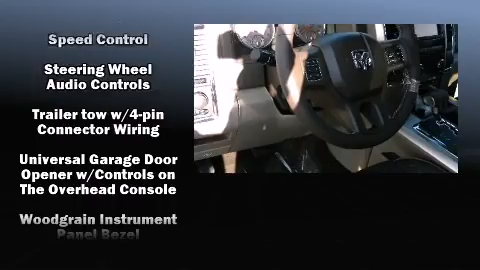 Speed Control
Steering Wheel
Audio Controls
Trailer tow w/4-pin
Connector Wiring
Universal Garage Door
Opener w/Controls on
The Overhead Console
Woodgrain Instrument
Panel Bezel